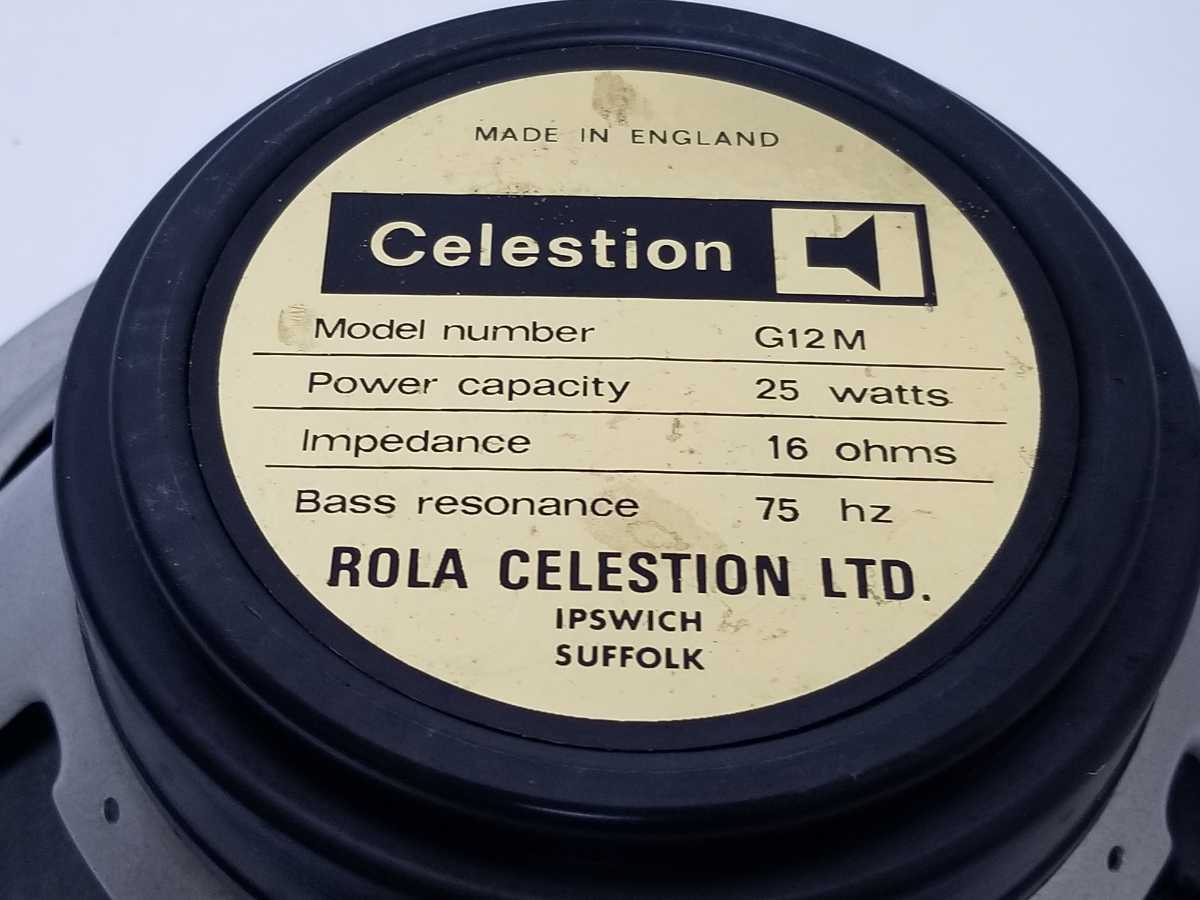 MADE IN ENGLAND
Celestion
Model number G12M
Power capacity 25 watts
Impedance 16 ohms
Bass resonance 75 hz
ROLA CELESTION LTD.
IPSWICH
SUFFOLK